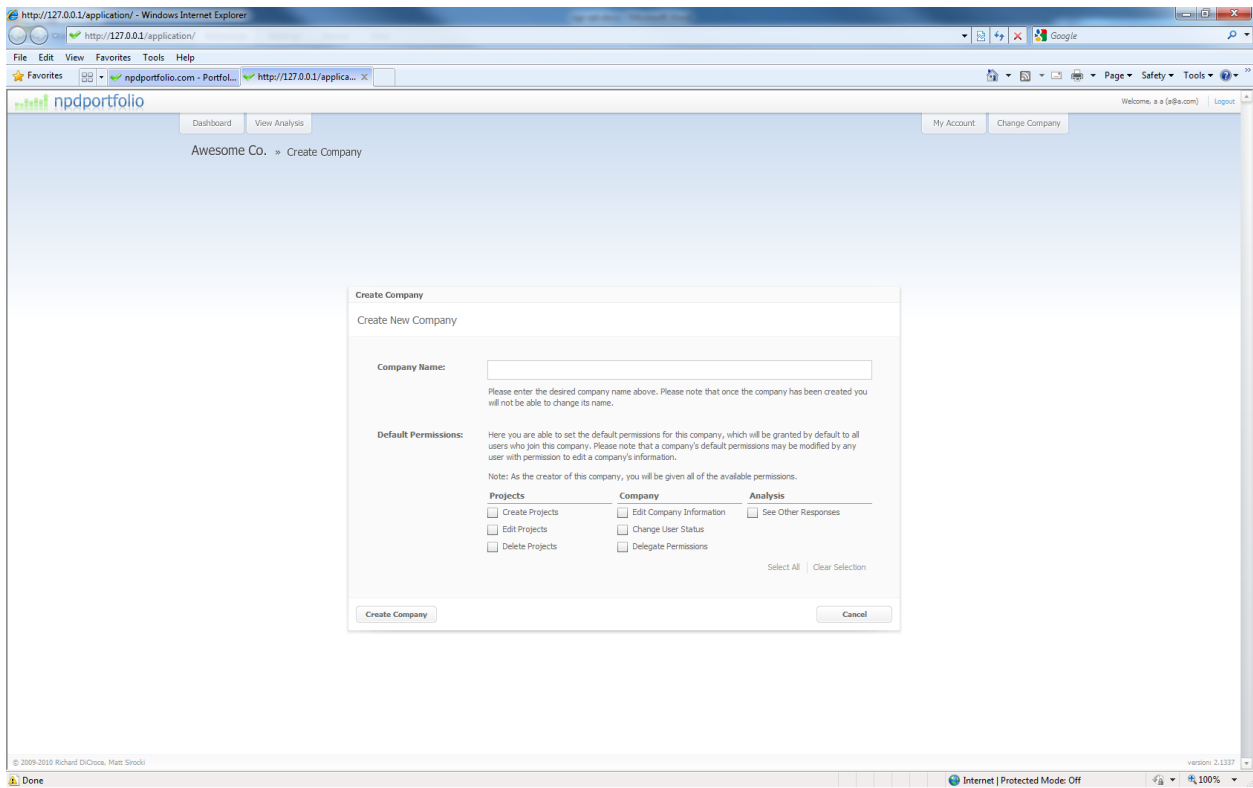 http://127.0.0.1/application/ - Windows Internet Explorer
http://127.0.0.1/application/
Google
File Edit View Favorites Tools Help
Favorites
npdportfolio.com - Portfol...
http://127.0.0.1/applica...
Page Safety Tools
npdportfolio
Welcome, a a (a@a.com) Logout
Dashboard View Analysis My Account Change Company
Awesome Co. » Create Company
Create Company
Create New Company
Company Name:
Please enter the desired company name above. Please note that once the company has been created you
will not be able to change its name.
Default Permissions:
Here you are able to set the default permissions for this company, which will be granted by default to all
users who join this company. Please note that a company's default permissions may be modified by any
user with permission to edit a company's information.
Note: As the creator of this company, you will be given all of the available permissions.
Projects Company Analysis
Create Projects Edit Company Information See Other Responses
Edit Projects Change User Status
Delete Projects Delegate Permissions
Select All Clear Selection
Create Company Cancel
© 2009-2010 Richard DiCroce, Matt Sirocki version: 2.1337
Done Internet | Protected Mode: Off 100%